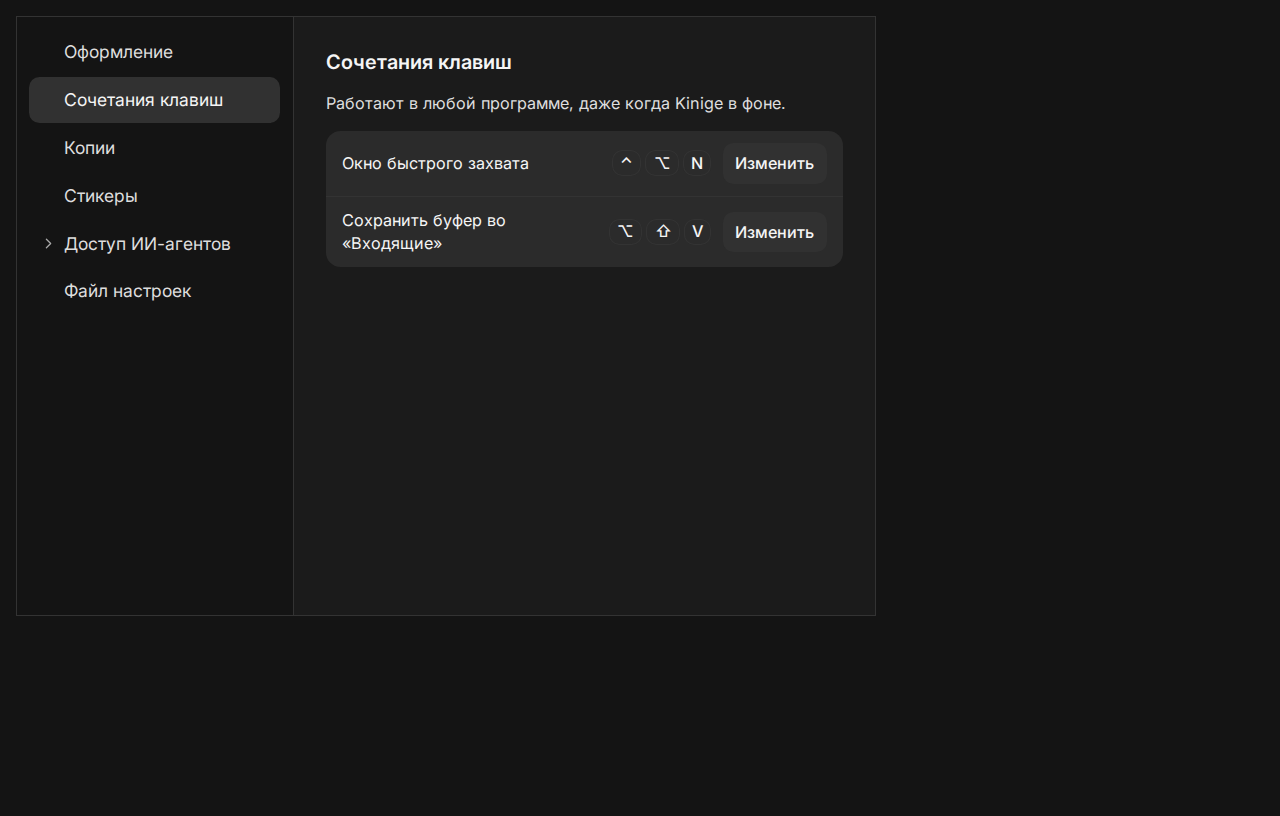 Оформление
Сочетания клавиш
Копии
Стикеры
Доступ ИИ-агентов
Файл настроек
Сочетания клавиш
Работают в любой программе, даже когда Kinige в фоне.
Окно быстрого захвата ⌃ ⌥ N Изменить
Сохранить буфер во
«Входящие» ⌥ ⇧ V Изменить